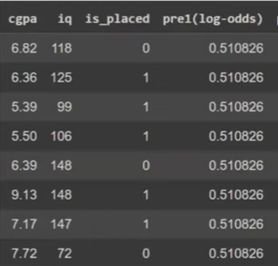 cgpa iq is_placed pre1(log-odds)
6.82 118 0 0.510826
6.36 125 1 0.510826
5.39 99 1 0.510826
5.50 106 1 0.510826
6.39 148 0 0.510826
9.13 148 1 0.510826
7.17 147 1 0.510826
7.72 72 0 0.510826